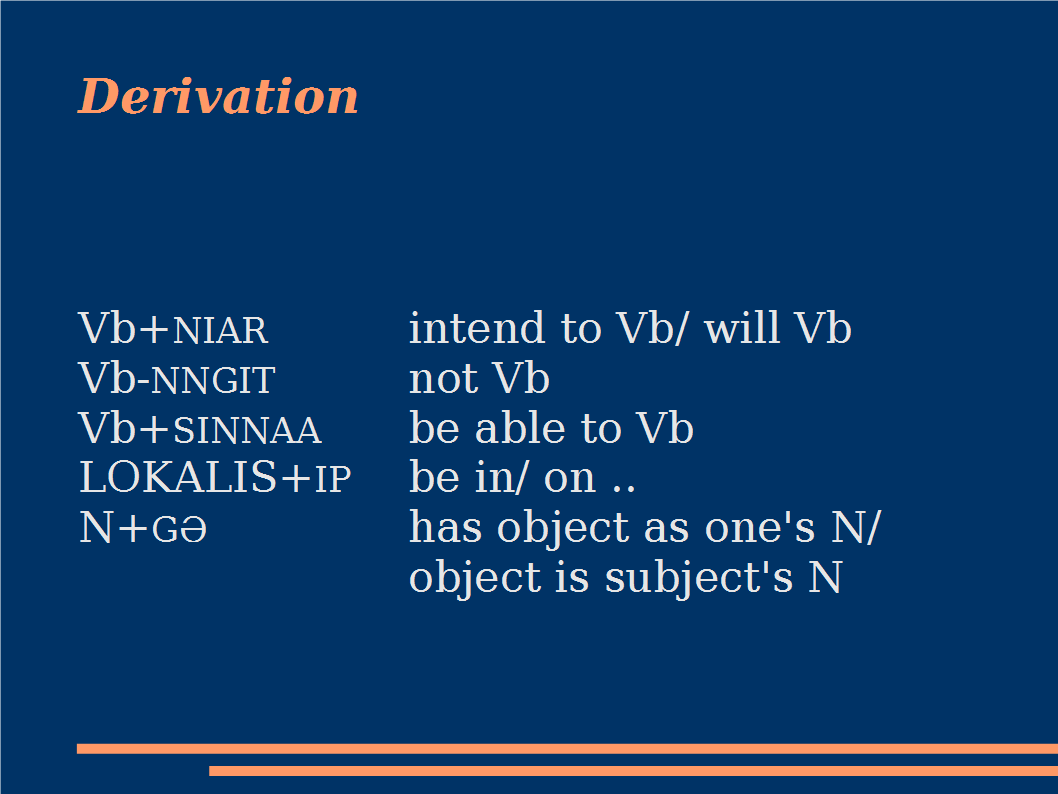 Derivation
Vb+NIAR intend to Vb/ will Vb
Vb-NNGIT not Vb
Vb+SINNAA be able to Vb
LOKALIS+IP be in/ on ..
N+GƏ has object as one's N/
object is subject's N